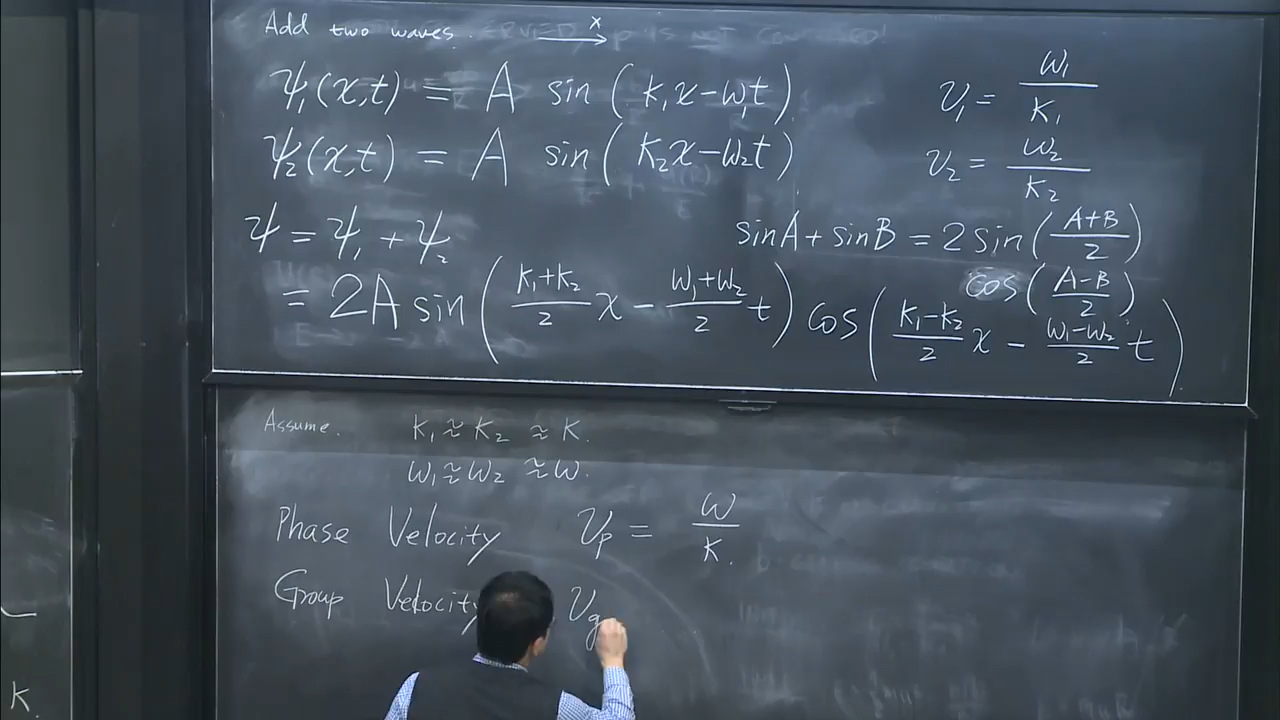 Add two waves. x →
ψ₁(x,t) = A sin(k₁x-ω₁t)
v₁ = ω₁/k₁
ψ₂(x,t) = A sin(k₂x-ω₂t)
v₂ = ω₂/k₂
ψ = ψ₁ + ψ₂
sinA + sinB = 2 sin((A+B)/2)
cos((A-B)/2)
= 2A sin((k₁+k₂)/2 x - (ω₁+ω₂)/2 t) cos((k₁-k₂)/2 x - (ω₁-ω₂)/2 t)
Assume. k₁ ≈ k₂ ≈ k.
ω₁ ≈ ω₂ ≈ ω.
Phase Velocity vₚ = ω/k.
Group Velocity v_g
K.